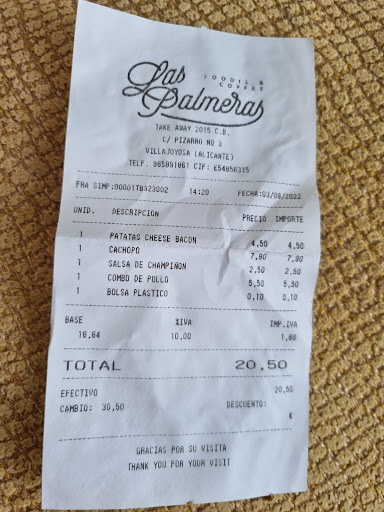 Las
FOODIE &
COFFEE
Palmeras
TAKE AWAY 2015 C.B.
C/ PIZARRO Nº 3
VILLAJOYOSA (ALICANTE)
TELF. 965891061 CIF: E54856315
FRA SIMP:00001TB323002 14:20 FECHA:03/09/2022
UNID. DESCRIPCION PRECIO IMPORTE
1 PATATAS CHEESE BACON 4,50 4,50
1 CACHOPO 7,90 7,90
1 SALSA DE CHAMPIÑON 2,50 2,50
1 COMBO DE POLLO 5,50 5,50
1 BOLSA PLASTICO 0,10 0,10
BASE %IVA IMP.IVA
18,64 10,00 1,86
TOTAL 20,50
EFECTIVO 20,50
CAMBIO: 30,50 DESCUENTO:
€
GRACIAS POR SU VISITA
THANK YOU FOR YOUR VISIT